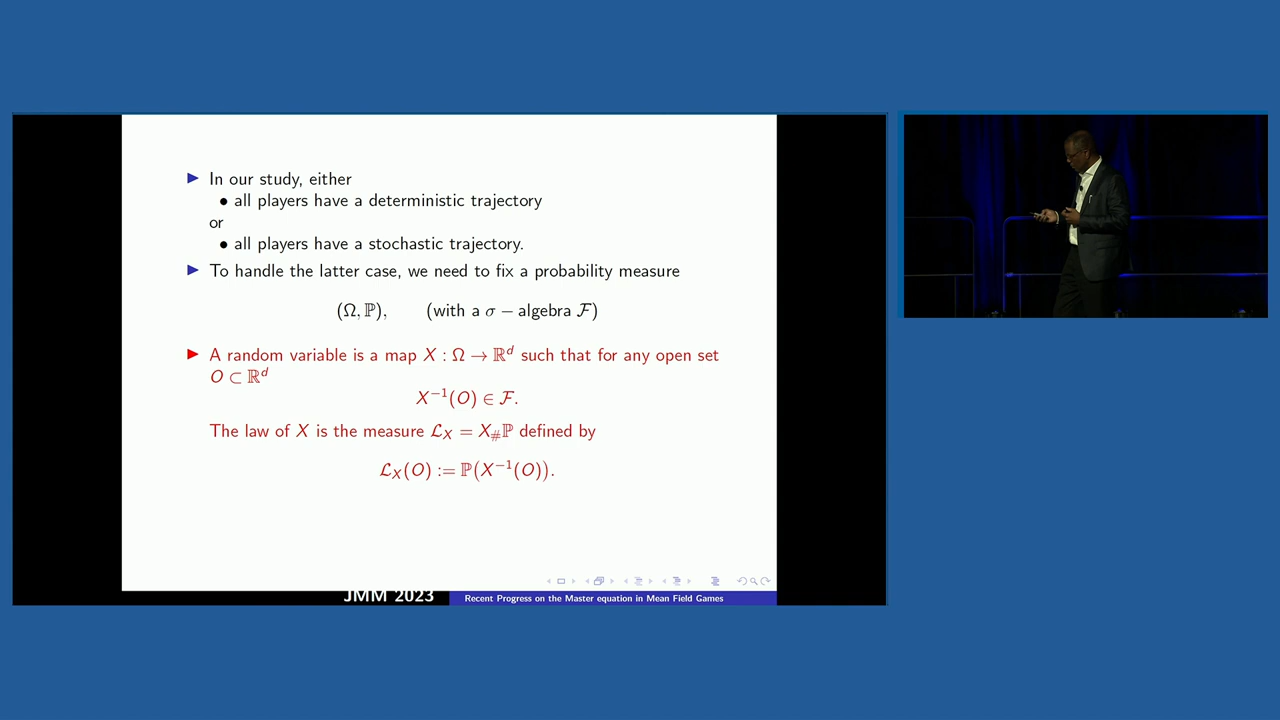 In our study, either
• all players have a deterministic trajectory
or
• all players have a stochastic trajectory.
To handle the latter case, we need to fix a probability measure
(Ω, ℙ), (with a σ − algebra ℱ)
A random variable is a map X : Ω → ℝᵈ such that for any open set
O ⊂ ℝᵈ
X⁻¹(O) ∈ ℱ.
The law of X is the measure ℒ_X = X_#ℙ defined by
ℒ_X(O) := ℙ(X⁻¹(O)).
JMM 2023
Recent Progress on the Master equation in Mean Field Games